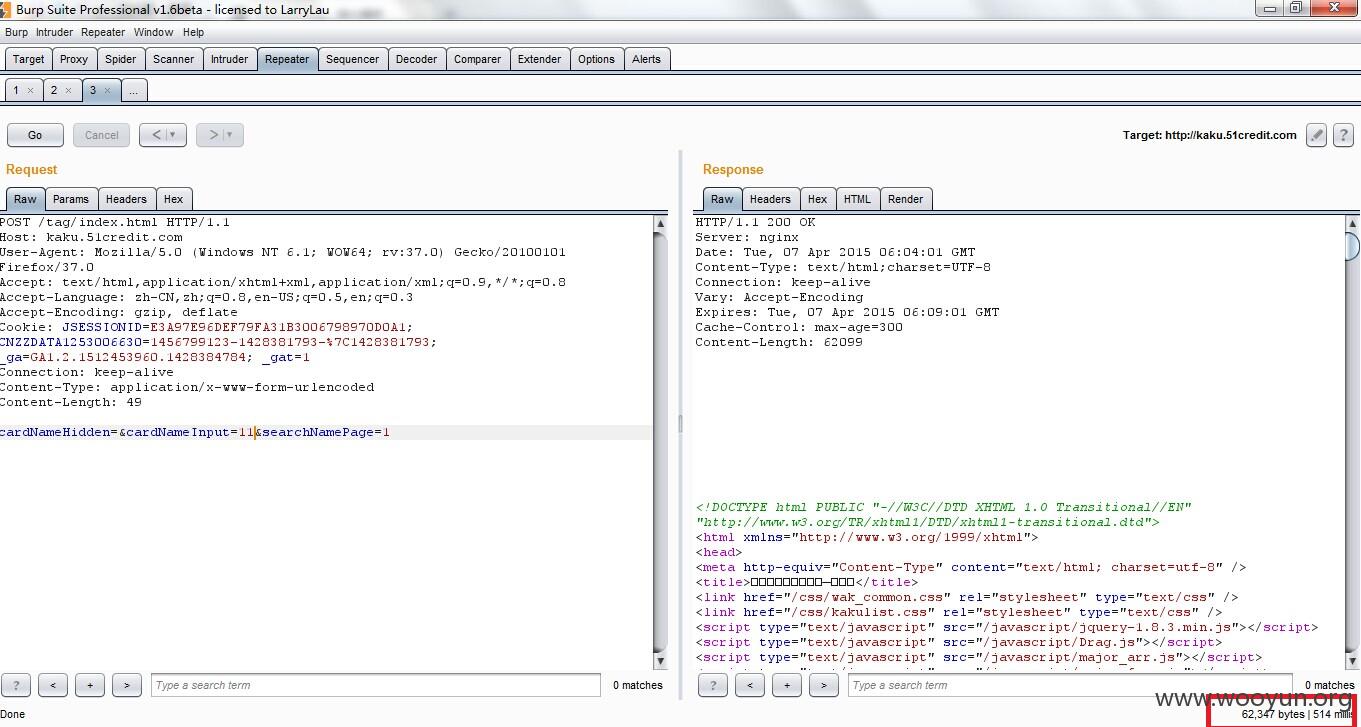 Burp Suite Professional v1.6beta - licensed to LarryLau
Burp Intruder Repeater Window Help
Target Proxy Spider Scanner Intruder Repeater Sequencer Decoder Comparer Extender Options Alerts
1 × 2 × 3 × ...
Go Cancel < > Target: http://kaku.51credit.com ?
Request
Raw Params Headers Hex
POST /tag/index.html HTTP/1.1
Host: kaku.51credit.com
User-Agent: Mozilla/5.0 (Windows NT 6.1; WOW64; rv:37.0) Gecko/20100101
Firefox/37.0
Accept: text/html,application/xhtml+xml,application/xml;q=0.9,*/*;q=0.8
Accept-Language: zh-CN,zh;q=0.8,en-US;q=0.5,en;q=0.3
Accept-Encoding: gzip, deflate
Cookie: JSESSIONID=E3A97E96DEF79FA31B3006798970D0A1;
CNZZDATA1253006630=1456799123-1428381793-%7C1428381793;
_ga=GA1.2.1512453960.1428384784; _gat=1
Connection: keep-alive
Content-Type: application/x-www-form-urlencoded
Content-Length: 49
cardNameHidden=&cardNameInput=11&searchNamePage=1
? < + > Type a search term 0 matches
Response
Raw Headers Hex HTML Render
HTTP/1.1 200 OK
Server: nginx
Date: Tue, 07 Apr 2015 06:04:01 GMT
Content-Type: text/html;charset=UTF-8
Connection: keep-alive
Vary: Accept-Encoding
Expires: Tue, 07 Apr 2015 06:09:01 GMT
Cache-Control: max-age=300
Content-Length: 62099
<!DOCTYPE html PUBLIC "-//W3C//DTD XHTML 1.0 Transitional//EN"
"http://www.w3.org/TR/xhtml1/DTD/xhtml1-transitional.dtd">
<html xmlns="http://www.w3.org/1999/xhtml">
<head>
<meta http-equiv="Content-Type" content="text/html; charset=utf-8" />
<title>□□□□□□□□□—□□□</title>
<link href="/css/wak_common.css" rel="stylesheet" type="text/css" />
<link href="/css/kakulist.css" rel="stylesheet" type="text/css" />
<script type="text/javascript" src="/javascript/jquery-1.8.3.min.js"></script>
<script type="text/javascript" src="/javascript/Drag.js"></script>
<script type="text/javascript" src="/javascript/major_arr.js"></script>
? < + > Type a search term 0 matches
www.wooyun.org
Done
62,347 bytes | 514 millis